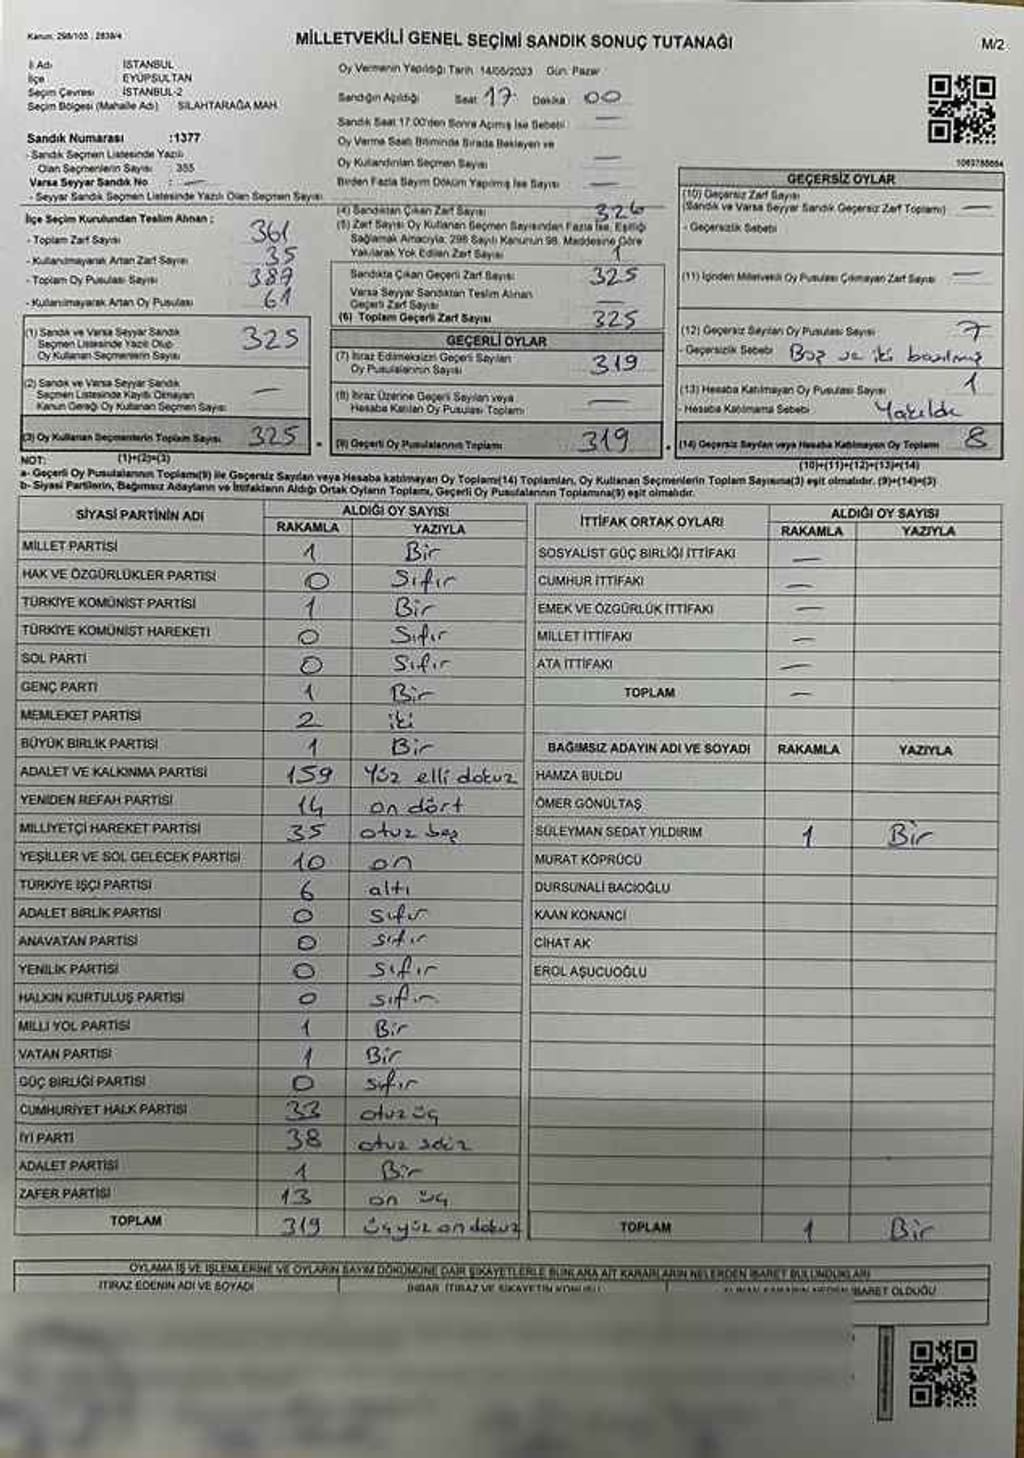 Kanun: 298/103 , 2839/4
MİLLETVEKİLİ GENEL SEÇİMİ SANDIK SONUÇ TUTANAĞI
M/2
İl Adı İSTANBUL
İlçe EYÜPSULTAN
Seçim Çevresi İSTANBUL-2
Seçim Bölgesi (Mahalle Adı) SİLAHTARAĞA MAH.
Sandık Numarası :1377
- Sandık Seçmen Listesinde Yazılı
Olan Seçmenlerin Sayısı : 355
Varsa Seyyar Sandık No : —
- Seyyar Sandık Seçmen Listesinde Yazılı Olan Seçmen Sayısı
Oy Vermenin Yapıldığı Tarih 14/05/2023 Gün: Pazar
Sandığın Açıldığı Saat 17 Dakika 00
Sandık Saat 17.00'den Sonra Açılmış İse Sebebi —
Oy Verme Saati Bitiminde Sırada Bekleyen ve
Oy Kullandırılan Seçmen Sayısı —
Birden Fazla Sayım Döküm Yapılmış İse Sayısı —
1063788684
İlçe Seçim Kurulundan Teslim Alınan :
- Toplam Zarf Sayısı 361
- Kullanılmayarak Artan Zarf Sayısı 35
- Toplam Oy Pusulası Sayısı 387
- Kullanılmayarak Artan Oy Pusulası 61
(1) Sandık ve Varsa Seyyar Sandık
Seçmen Listesinde Yazılı Olup
Oy Kullanan Seçmenlerin Sayısı 325
(2) Sandık ve Varsa Seyyar Sandık
Seçmen Listesinde Kayıtlı Olmayan
Kanun Gereği Oy Kullanan Seçmen Sayısı —
(3) Oy Kullanan Seçmenlerin Toplam Sayısı 325
(4) Sandıktan Çıkan Zarf Sayısı 326
(5) Zarf Sayısı Oy Kullanan Seçmen Sayısından Fazla İse, Eşitliği
Sağlamak Amacıyla, 298 Sayılı Kanunun 98. Maddesine Göre
Yakılarak Yok Edilen Zarf Sayısı 1
Sandıkta Çıkan Geçerli Zarf Sayısı 325
Varsa Seyyar Sandıktan Teslim Alınan
Geçerli Zarf Sayısı —
(6) Toplam Geçerli Zarf Sayısı 325
GEÇERLİ OYLAR
(7) İtiraz Edilmeksizin Geçerli Sayılan
Oy Pusulalarının Sayısı 319
(8) İtiraz Üzerine Geçerli Sayılan veya
Hesaba Katılan Oy Pusulası Toplamı —
(9) Geçerli Oy Pusulalarının Toplamı 319
GEÇERSİZ OYLAR
(10) Geçersiz Zarf Sayısı
(Sandık ve Varsa Seyyar Sandık Geçersiz Zarf Toplamı) —
- Geçersizlik Sebebi
(11) İçinden Milletvekili Oy Pusulası Çıkmayan Zarf Sayısı —
(12) Geçersiz Sayılan Oy Pusulası Sayısı 7
- Geçersizlik Sebebi Boş ve iki basılmış
(13) Hesaba Katılmayan Oy Pusulası Sayısı 1
- Hesaba Katılmama Sebebi Yakıldı
(14) Geçersiz Sayılan veya Hesaba Katılmayan Oy Toplamı 8
NOT: (1)+(2)=(3)
(10)+(11)+(12)+(13)=(14)
a- Geçerli Oy Pusulalarının Toplamı(9) ile Geçersiz Sayılan veya Hesaba katılmayan Oy Toplamı(14) Toplamları, Oy Kullanan Seçmenlerin Toplam Sayısına(3) eşit olmalıdır. (9)+(14)=(3)
b- Siyasi Partilerin, Bağımsız Adayların ve İttifakların Aldığı Ortak Oyların Toplamı, Geçerli Oy Pusulalarının Toplamına(9) eşit olmalıdır.
SİYASİ PARTİNİN ADI ALDIĞI OY SAYISI
RAKAMLA YAZIYLA
MİLLET PARTİSİ 1 Bir
HAK VE ÖZGÜRLÜKLER PARTİSİ 0 Sıfır
TÜRKİYE KOMÜNİST PARTİSİ 1 Bir
TÜRKİYE KOMÜNİST HAREKETİ 0 Sıfır
SOL PARTİ 0 Sıfır
GENÇ PARTİ 1 Bir
MEMLEKET PARTİSİ 2 iki
BÜYÜK BİRLİK PARTİSİ 1 Bir
ADALET VE KALKINMA PARTİSİ 159 Yüz elli dokuz
YENİDEN REFAH PARTİSİ 14 on dört
MİLLİYETÇİ HAREKET PARTİSİ 35 otuz beş
YEŞİLLER VE SOL GELECEK PARTİSİ 10 on
TÜRKİYE İŞÇİ PARTİSİ 6 altı
ADALET BİRLİK PARTİSİ 0 sıfır
ANAVATAN PARTİSİ 0 sıfır
YENİLİK PARTİSİ 0 sıfır
HALKIN KURTULUŞ PARTİSİ 0 sıfır
MİLLİ YOL PARTİSİ 1 Bir
VATAN PARTİSİ 1 Bir
GÜÇ BİRLİĞİ PARTİSİ 0 sıfır
CUMHURİYET HALK PARTİSİ 33 otuz üç
İYİ PARTİ 38 otuz sekiz
ADALET PARTİSİ 1 Bir
ZAFER PARTİSİ 13 on üç
TOPLAM 319 üç yüz on dokuz
İTTİFAK ORTAK OYLARI ALDIĞI OY SAYISI
RAKAMLA YAZIYLA
SOSYALİST GÜÇ BİRLİĞİ İTTİFAKI —
CUMHUR İTTİFAKI —
EMEK VE ÖZGÜRLÜK İTTİFAKI —
MİLLET İTTİFAKI —
ATA İTTİFAKI —
TOPLAM —
BAĞIMSIZ ADAYIN ADI VE SOYADI RAKAMLA YAZIYLA
HAMZA BULDU
ÖMER GÖNÜLTAŞ
SÜLEYMAN SEDAT YILDIRIM 1 Bir
MURAT KÖPRÜCÜ
DURSUNALİ BACIOĞLU
KAAN KONANCI
CİHAT AK
EROL AŞUCUOĞLU
TOPLAM 1 Bir
OYLAMA İŞ VE İŞLEMLERİNE VE OYLARIN SAYIM DÖKÜMÜNE DAİR ŞİKAYETLERLE BUNLARA AİT KARARLARIN NELERDEN İBARET BULUNDUKLARI
İTİRAZ EDENİN ADI VE SOYADI İHBAR, İTİRAZ VE ŞİKAYETİN KONUSU İBARET OLDUĞU